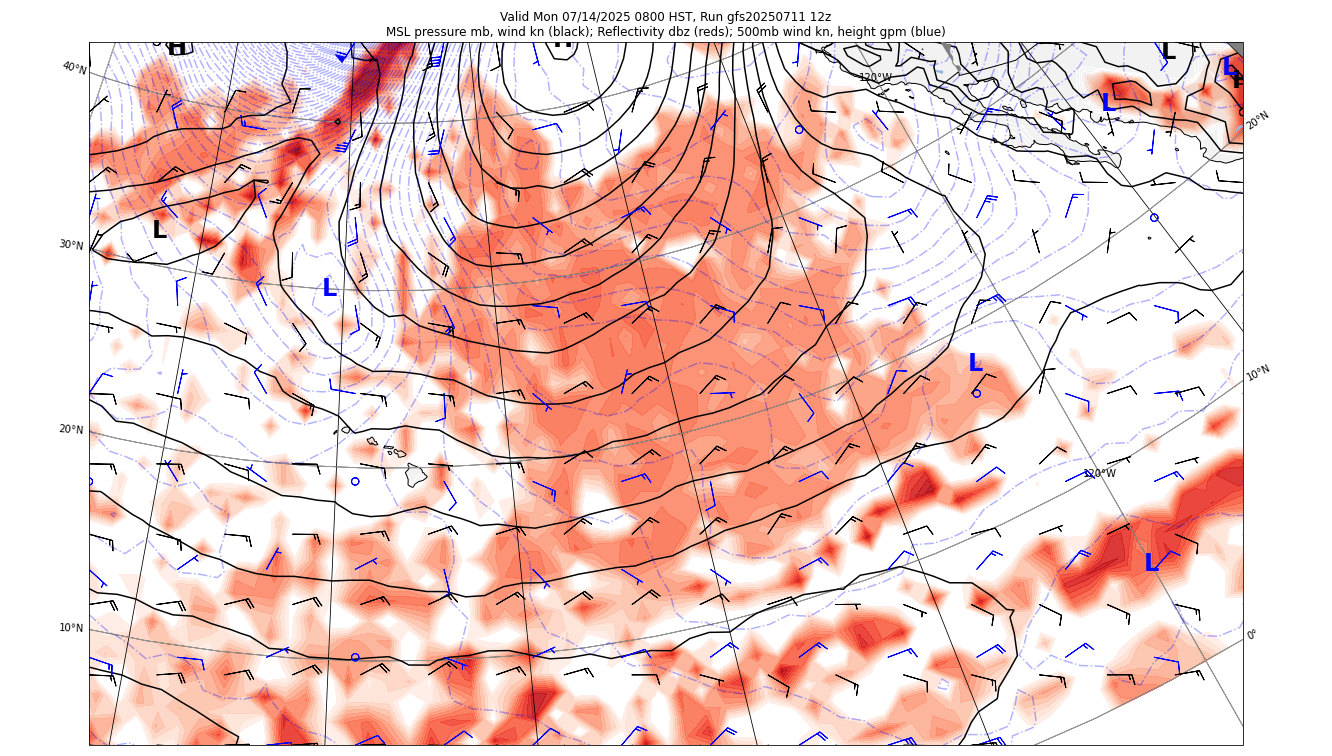 Valid Mon 07/14/2025 0800 HST, Run gfs20250711 12z
MSL pressure mb, wind kn (black); Reflectivity dbz (reds); 500mb wind kn, height gpm (blue)
H
H
L
L
H
40°N
120°W
L
20°N
L
30°N
L
L
10°N
20°N
120°W
L
10°N
0°